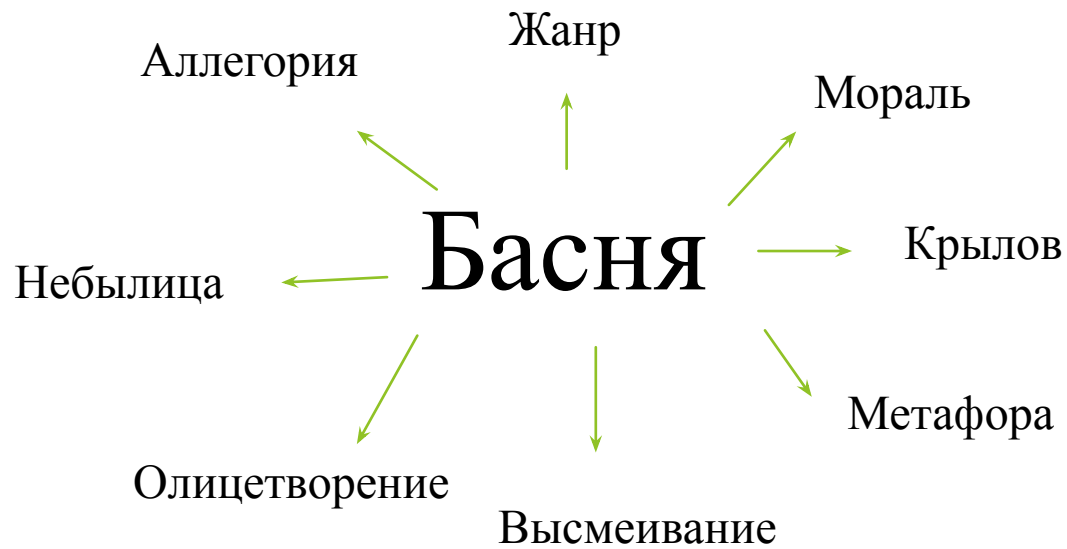 Жанр
Аллегория
Мораль
Басня
Крылов
Небылица
Метафора
Олицетворение
Высмеивание